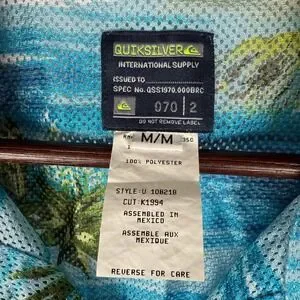 QUIKSILVER
INTERNATIONAL SUPPLY
ISSUED TO
SPEC No. QSS1970.000BRC
070 2
DO NOT REMOVE LABEL
M/M
100% POLYESTER
STYLE:U 108218
CUT:K1994
ASSEMBLED IN
MEXICO
ASSEMBLE AUX
MEXIQUE
REVERSE FOR CARE